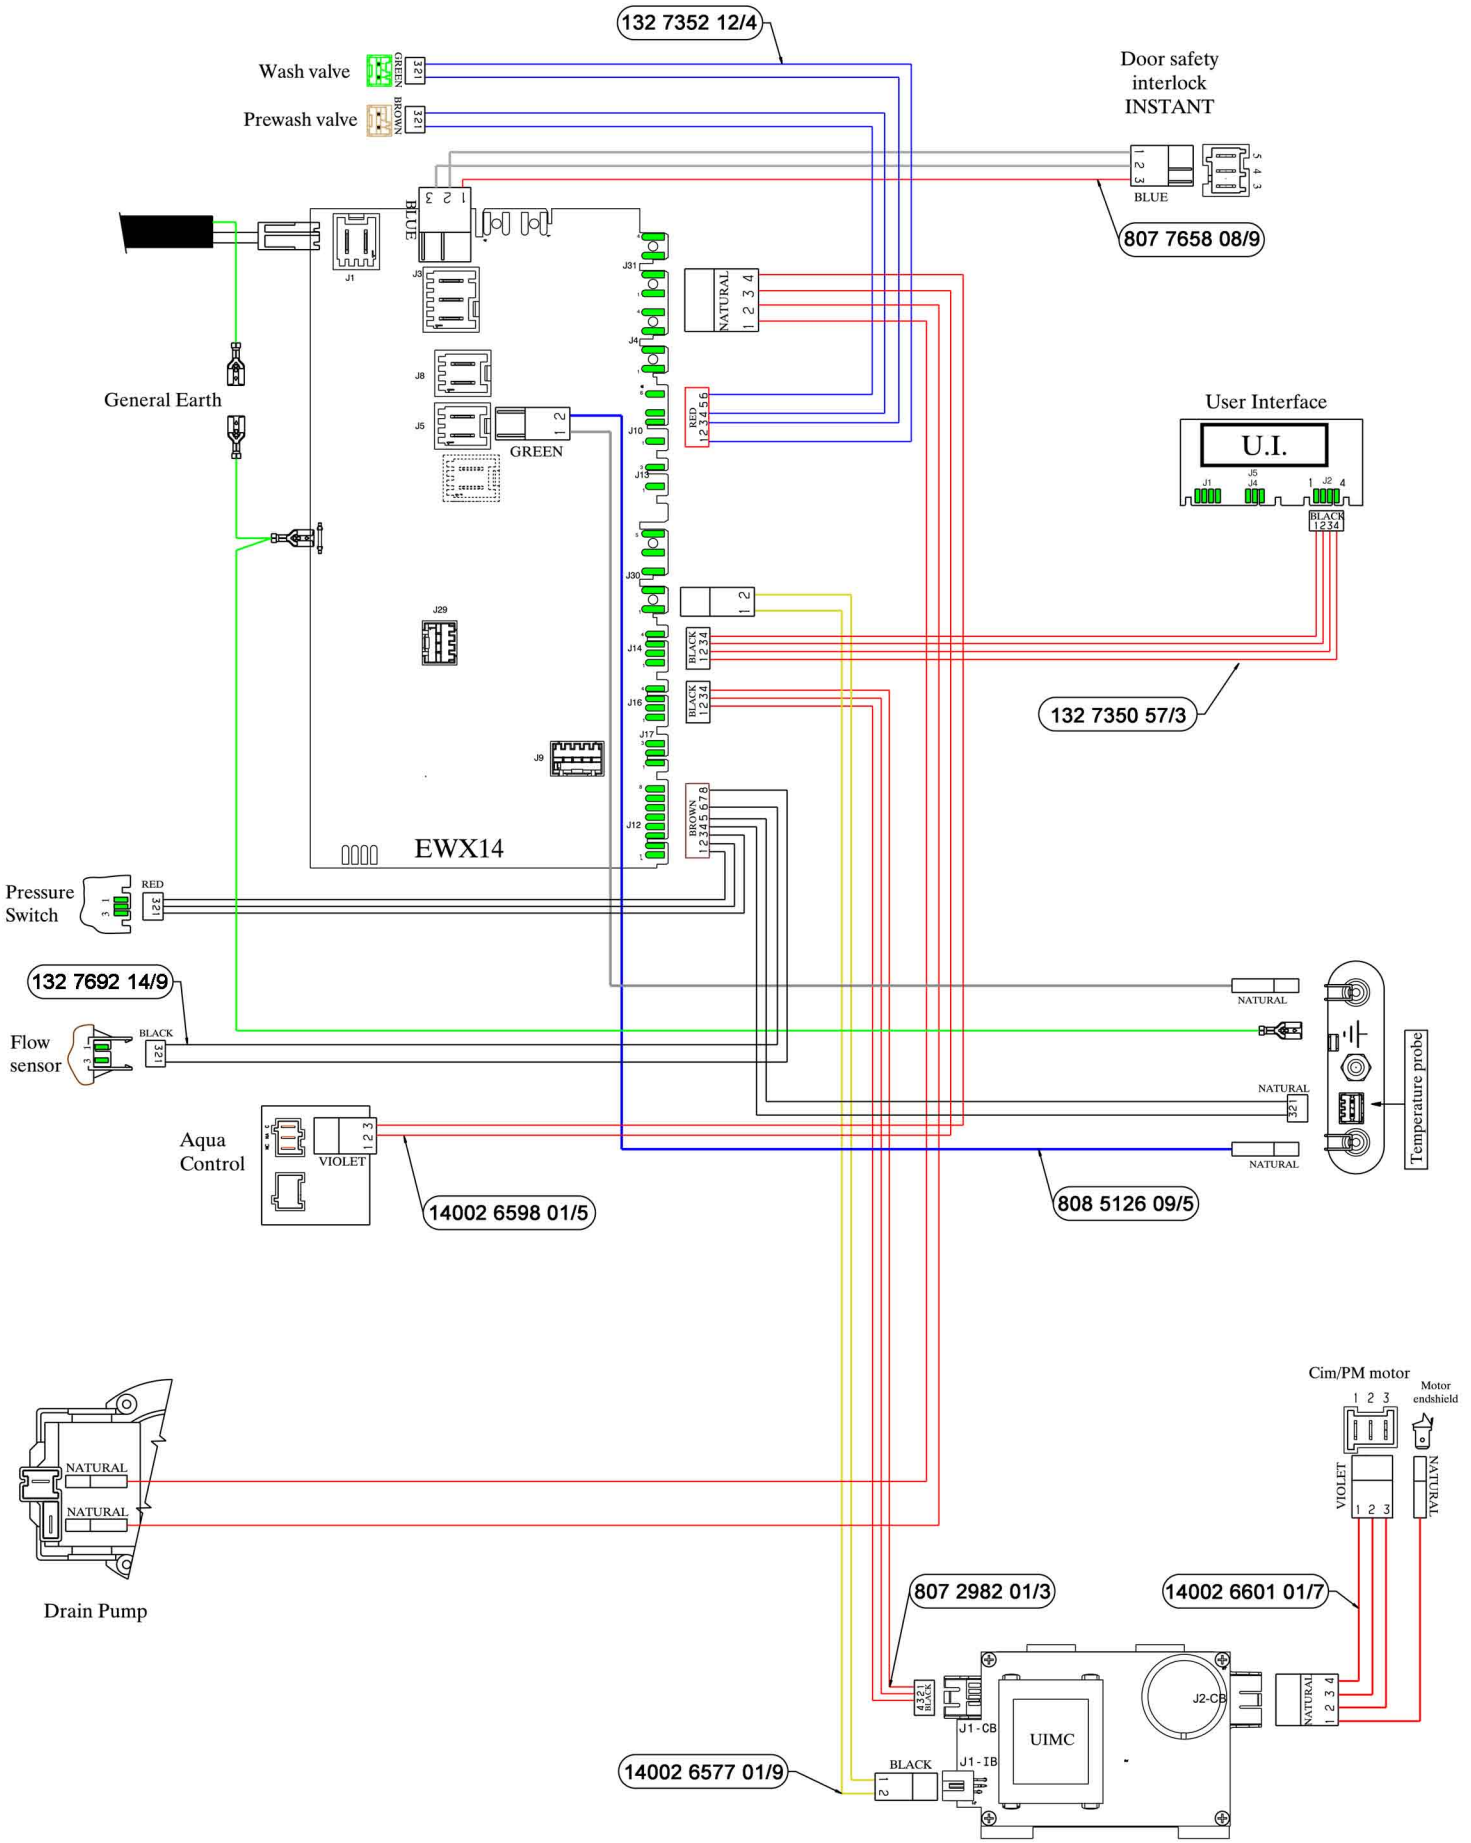 132 7352 12/4
Wash valve
GREEN
321
Prewash valve
BROWN
321
Door safety
interlock
INSTANT
1 2 3
BLUE
5 4 3
807 7658 08/9
3 2 1
BLUE
J1
J3
J8
J5
1 2
GREEN
J31
J4
J10
J13
J30
J14
J16
J17
J12
J29
J9
EWX14
NATURAL
1 2 3 4
RED
1 2 3 4 5 6
General Earth
User Interface
U.I.
J1
J5
J4
1 J2 4
BLACK
1234
1 2
BLACK
1234
BLACK
1234
132 7350 57/3
BROWN
1 2 3 4 5 6 7 8
Pressure
Switch
1
3
RED
321
132 7692 14/9
Flow
sensor
1
3
BLACK
321
NATURAL
NATURAL
321
NATURAL
Temperature probe
Aqua
Control
NC NA C
1 2 3
VIOLET
14002 6598 01/5
808 5126 09/5
NATURAL
NATURAL
Drain Pump
Cim/PM motor
1 2 3
Motor
endshield
VIOLET
1 2 3
NATURAL
807 2982 01/3
14002 6601 01/7
4321
BLACK
J1-CB
J2-CB
NATURAL
1 2 3 4
UIMC
J1-IB
14002 6577 01/9
BLACK
1 2